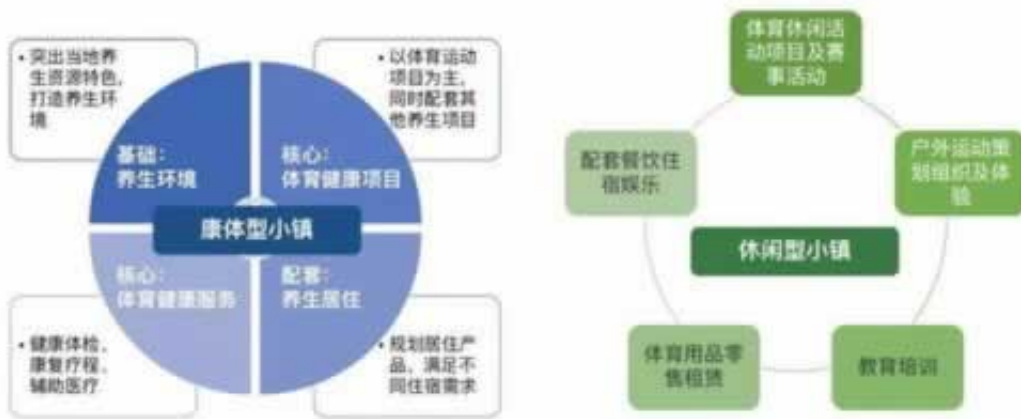 • 突出当地养
生资源特色,
打造养生环
境
• 以体育运动
项目为主,
同时配套其
他养生项目
基础:
养生环境
核心:
体育健康项目
康体型小镇
核心:
体育健康服务
配套:
养生居住
• 健康体检、
康复疗程、
辅助医疗
• 规划居住产
品、满足不
同住宿需求
体育休闲活
动项目及赛
事活动
配套餐饮住
宿娱乐
户外运动策
划组织及体
验
休闲型小镇
体育用品零
售租赁
教育培训